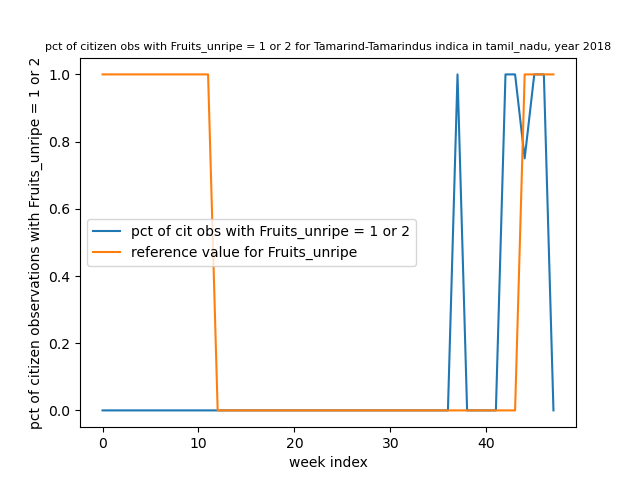 pct of citizen obs with Fruits_unripe = 1 or 2 for Tamarind-Tamarindus indica in tamil_nadu, year 2018
pct of citizen observations with Fruits_unripe = 1 or 2
1.0
0.8
0.6
0.4
0.2
0.0
pct of cit obs with Fruits_unripe = 1 or 2
reference value for Fruits_unripe
0
10
20
30
40
week index